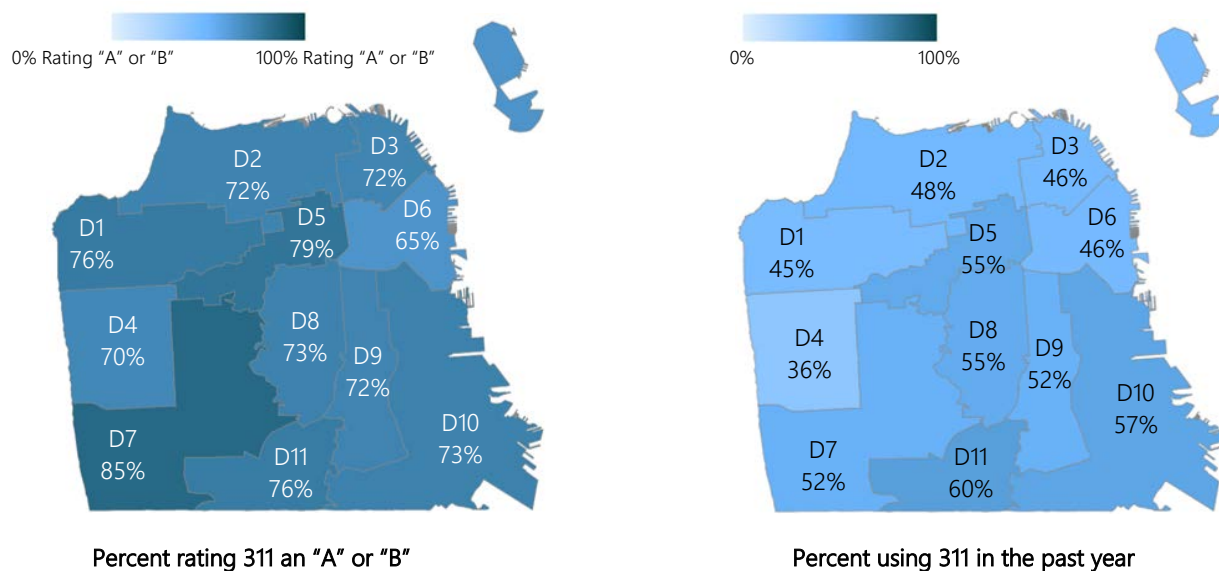 0% Rating “A” or “B”
100% Rating “A” or “B”
D2
72%
D3
72%
D1
76%
D5
79%
D6
65%
D4
70%
D8
73%
D9
72%
D7
85%
D11
76%
D10
73%
Percent rating 311 an “A” or “B”
0%
100%
D2
48%
D3
46%
D1
45%
D5
55%
D6
46%
D4
36%
D8
55%
D9
52%
D10
57%
D7
52%
D11
60%
Percent using 311 in the past year